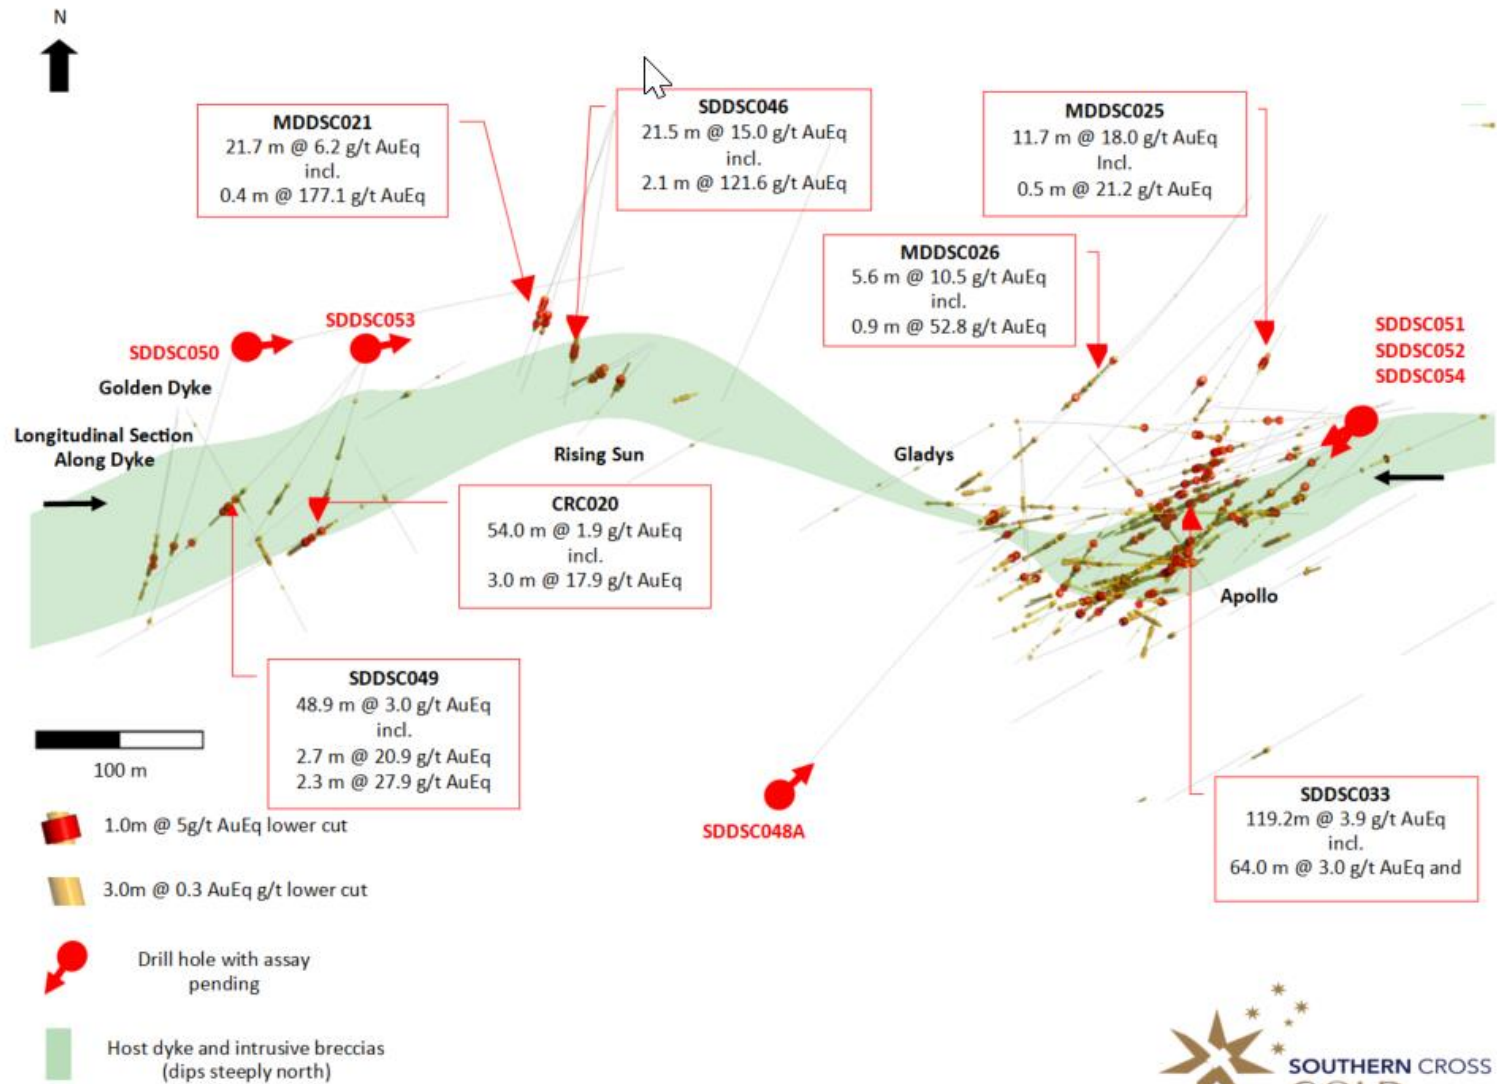 N
MDDSC021
21.7 m @ 6.2 g/t AuEq
incl.
0.4 m @ 177.1 g/t AuEq
SDDSC046
21.5 m @ 15.0 g/t AuEq
incl.
2.1 m @ 121.6 g/t AuEq
MDDSC025
11.7 m @ 18.0 g/t AuEq
Incl.
0.5 m @ 21.2 g/t AuEq
MDDSC026
5.6 m @ 10.5 g/t AuEq
incl.
0.9 m @ 52.8 g/t AuEq
SDDSC050
SDDSC053
SDDSC051
SDDSC052
SDDSC054
Golden Dyke
Longitudinal Section
Along Dyke
Rising Sun
Gladys
Apollo
CRC020
54.0 m @ 1.9 g/t AuEq
incl.
3.0 m @ 17.9 g/t AuEq
SDDSC049
48.9 m @ 3.0 g/t AuEq
incl.
2.7 m @ 20.9 g/t AuEq
2.3 m @ 27.9 g/t AuEq
SDDSC048A
SDDSC033
119.2m @ 3.9 g/t AuEq
incl.
64.0 m @ 3.0 g/t AuEq and
100 m
1.0m @ 5g/t AuEq lower cut
3.0m @ 0.3 AuEq g/t lower cut
Drill hole with assay
pending
Host dyke and intrusive breccias
(dips steeply north)
SOUTHERN CROSS